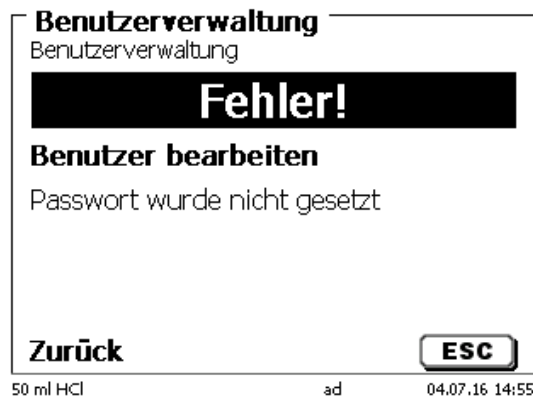 Benutzerverwaltung
Benutzerverwaltung
Fehler!
Benutzer bearbeiten
Passwort wurde nicht gesetzt
Zurück ESC
50 ml HCl ad 04.07.16 14:55